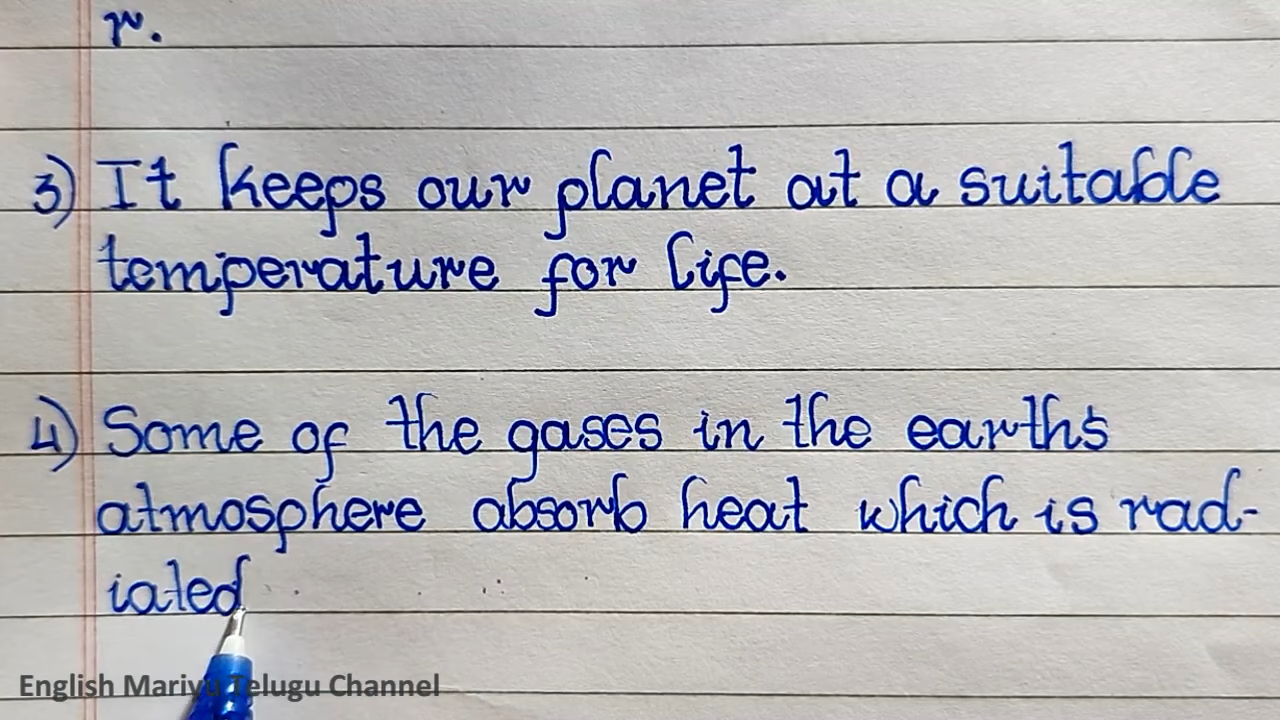 r.
3) It keeps our planet at a suitable
temperature for life.
4) Some of the gases in the earths
atmosphere absorb heat which is rad-
iated
English Mariyu Telugu Channel